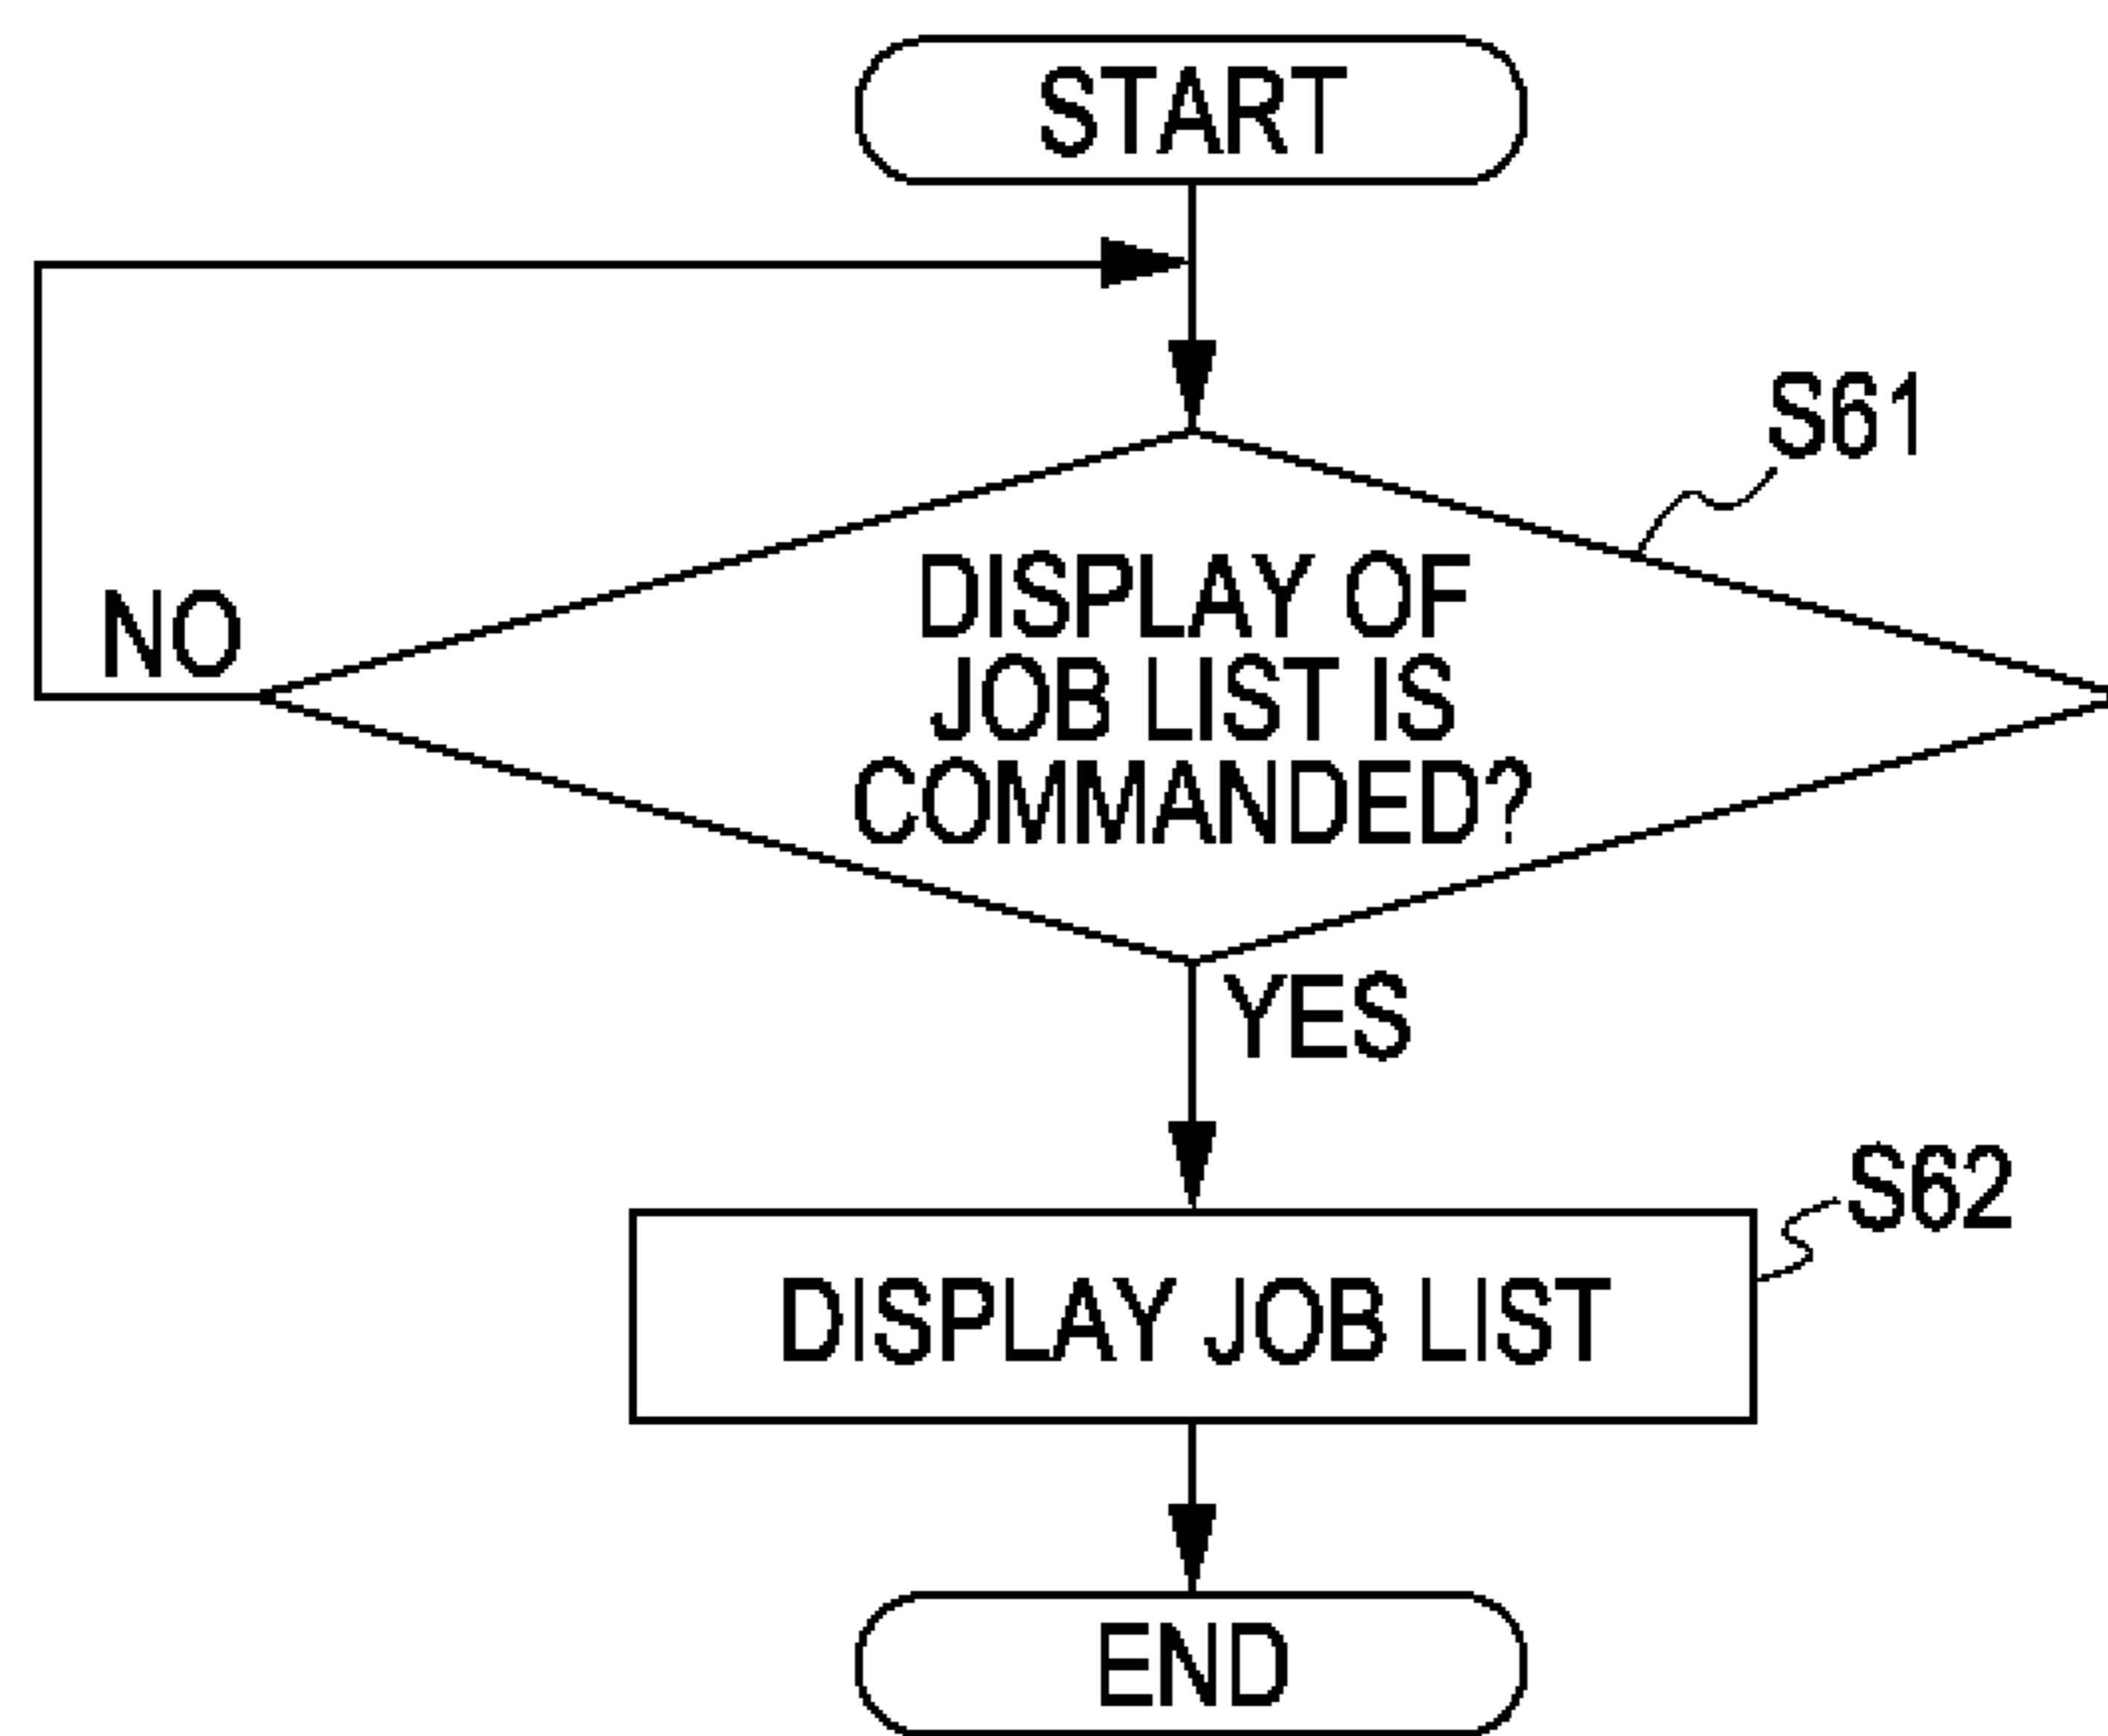 START
S61
DISPLAY OF
JOB LIST IS
COMMANDED?
NO
YES
S62
DISPLAY JOB LIST
END